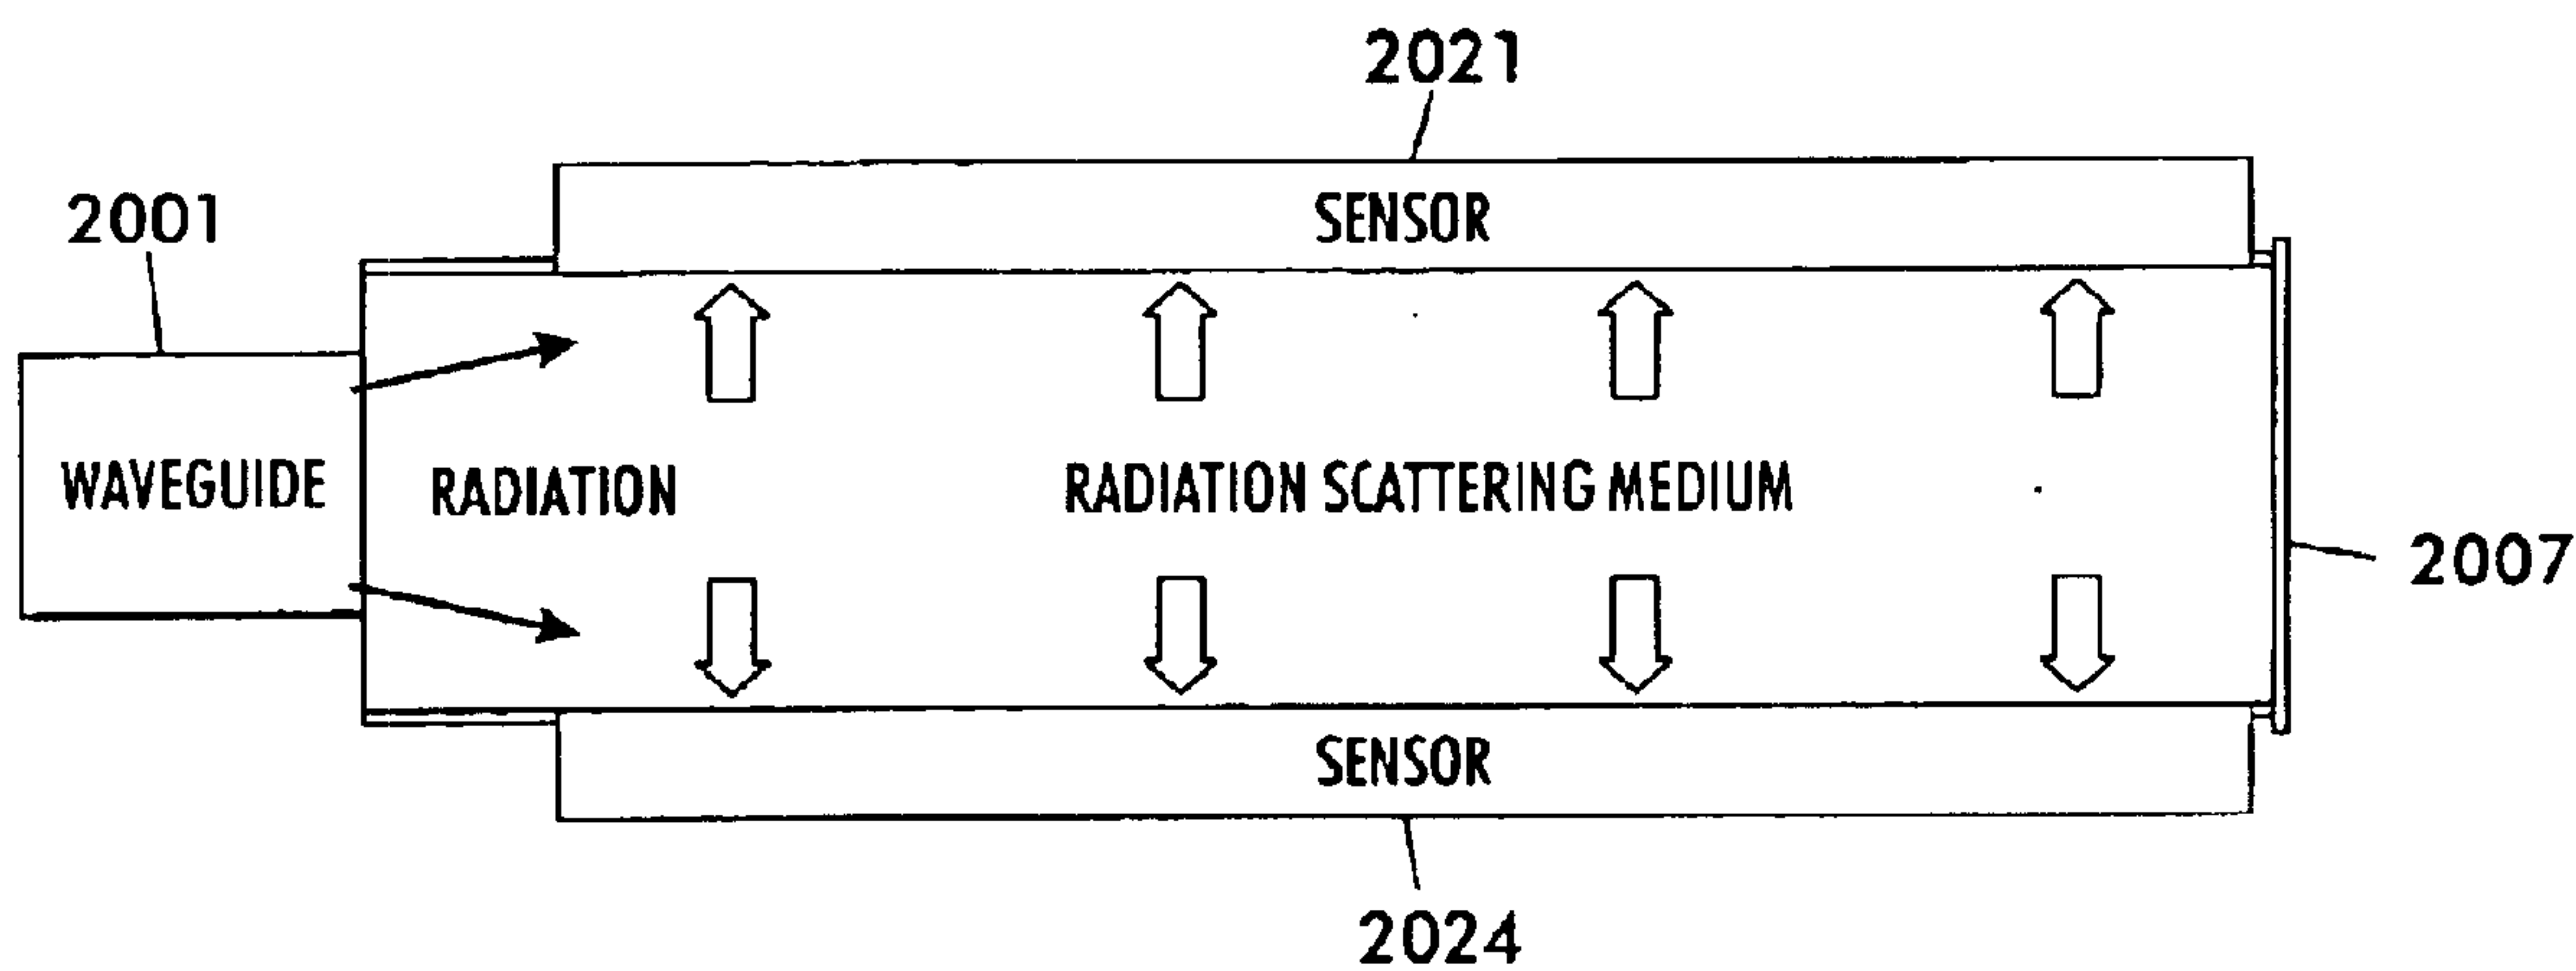 2021
SENSOR
2001
WAVEGUIDE
RADIATION
RADIATION SCATTERING MEDIUM
2007
SENSOR
2024